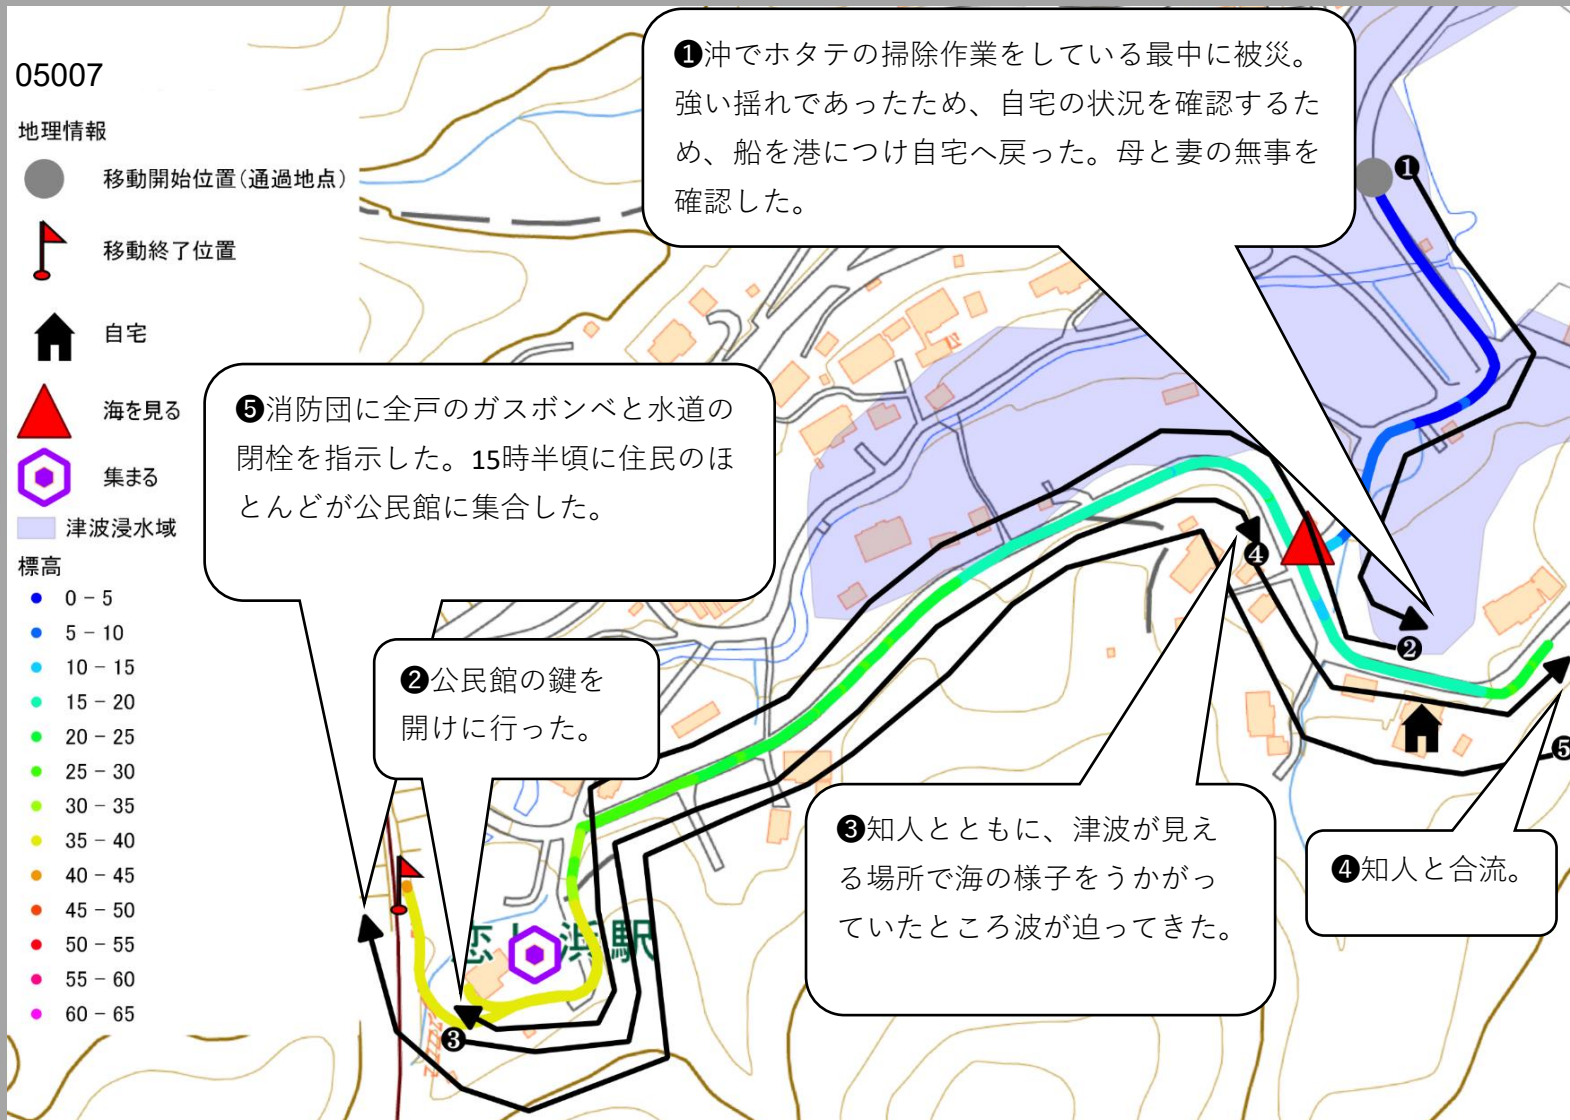 05007
地理情報
移動開始位置(通過地点)
移動終了位置
自宅
海を見る
集まる
津波浸水域
標高
0 - 5
5 - 10
10 - 15
15 - 20
20 - 25
25 - 30
30 - 35
35 - 40
40 - 45
45 - 50
50 - 55
55 - 60
60 - 65
❶沖でホタテの掃除作業をしている最中に被災。
強い揺れであったため、自宅の状況を確認するた
め、船を港につけ自宅へ戻った。母と妻の無事を
確認した。
❶
❺消防団に全戸のガスボンベと水道の
閉栓を指示した。15時半頃に住民のほ
とんどが公民館に集合した。
❹
❷
❷公民館の鍵を
開けに行った。
❺
❸知人とともに、津波が見え
る場所で海の様子をうかがっ
ていたところ波が迫ってきた。
❹知人と合流。
恋し浜駅
❸